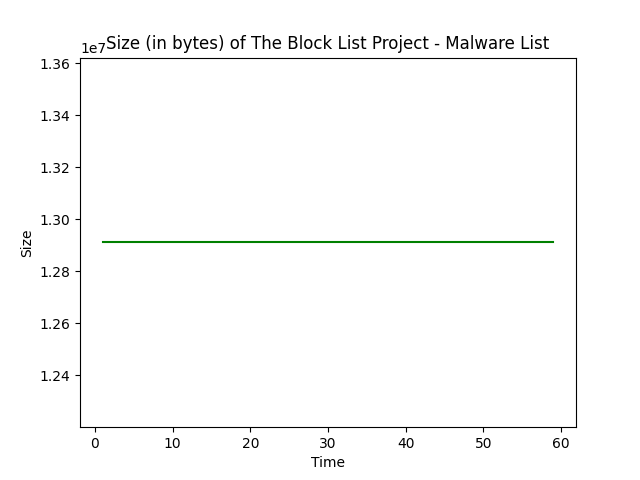 Size (in bytes) of The Block List Project - Malware List
1e7
1.36
1.34
1.32
1.30
1.28
1.26
1.24
Size
0 10 20 30 40 50 60
Time